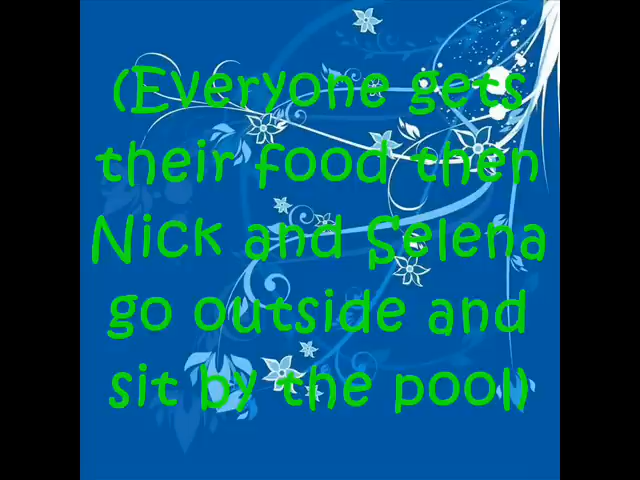 (Everyone gets
their food then
Nick and Selena
go outside and
sit by the pool)